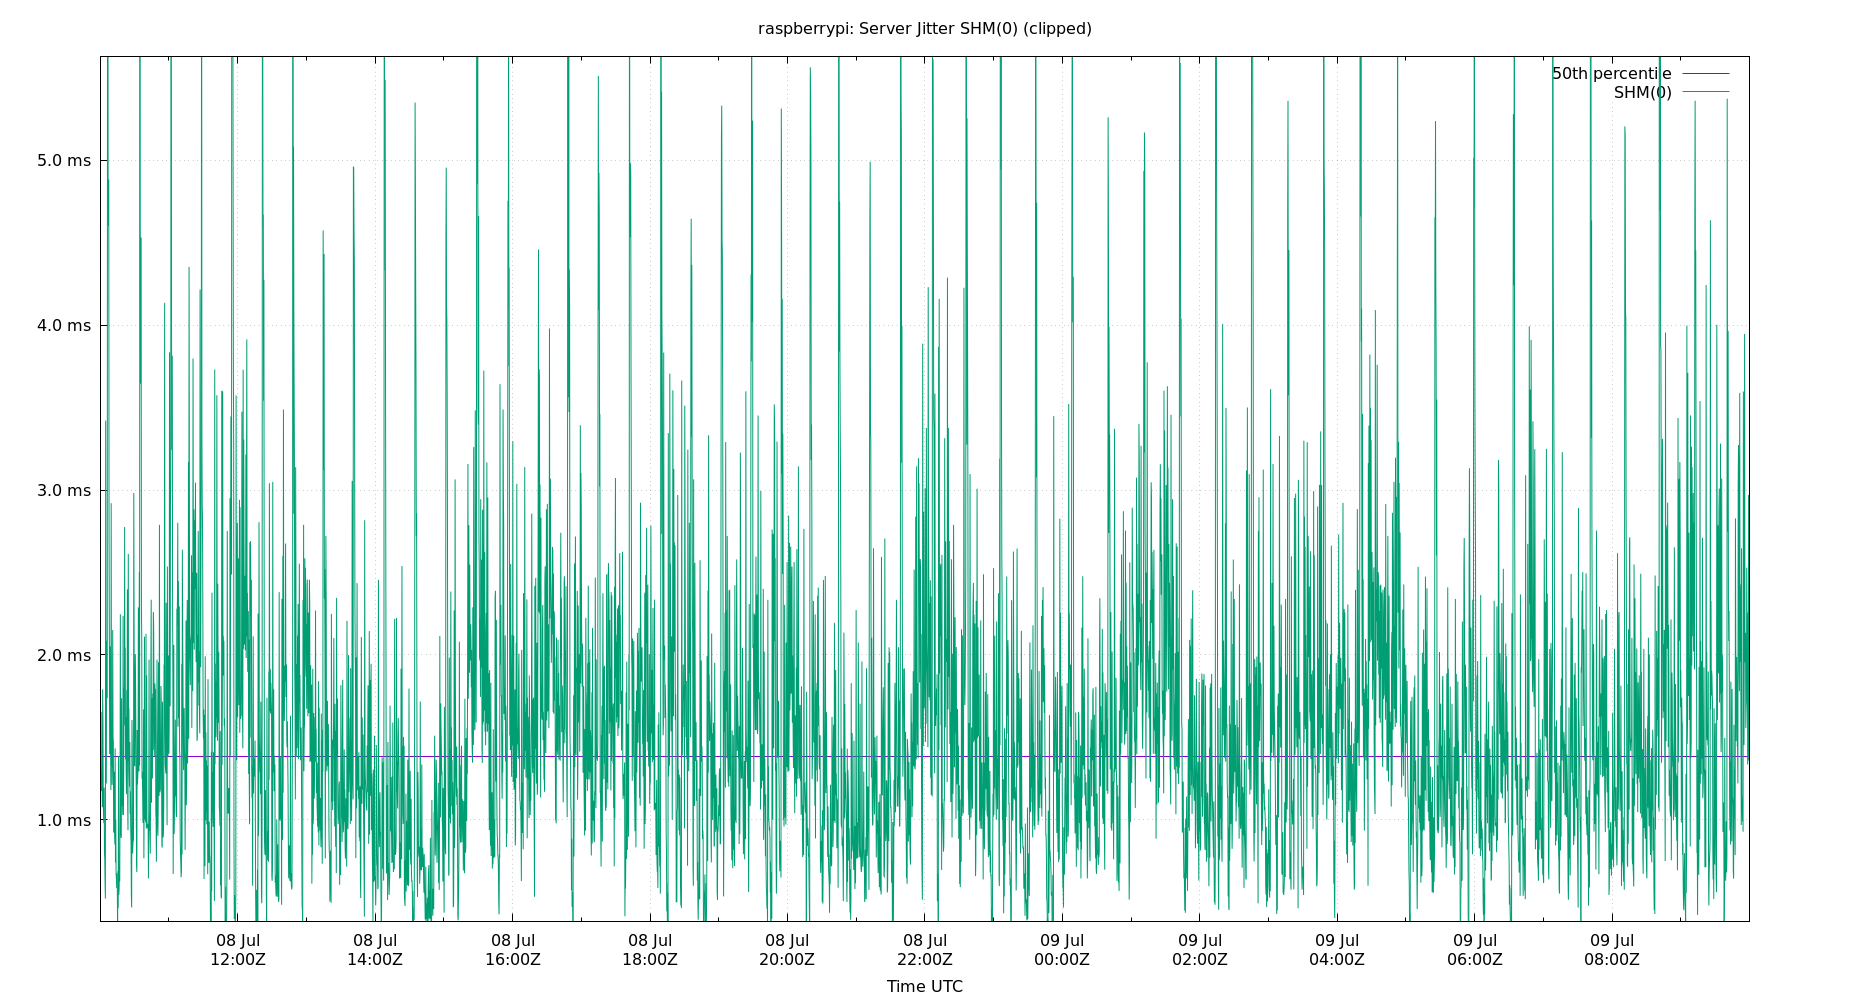 raspberrypi: Server Jitter SHM(0) (clipped)
50th percentile
SHM(0)
5.0 ms
4.0 ms
3.0 ms
2.0 ms
1.0 ms
08 Jul 08 Jul 08 Jul 08 Jul 08 Jul 08 Jul 09 Jul 09 Jul 09 Jul 09 Jul 09 Jul
12:00Z 14:00Z 16:00Z 18:00Z 20:00Z 22:00Z 00:00Z 02:00Z 04:00Z 06:00Z 08:00Z
Time UTC